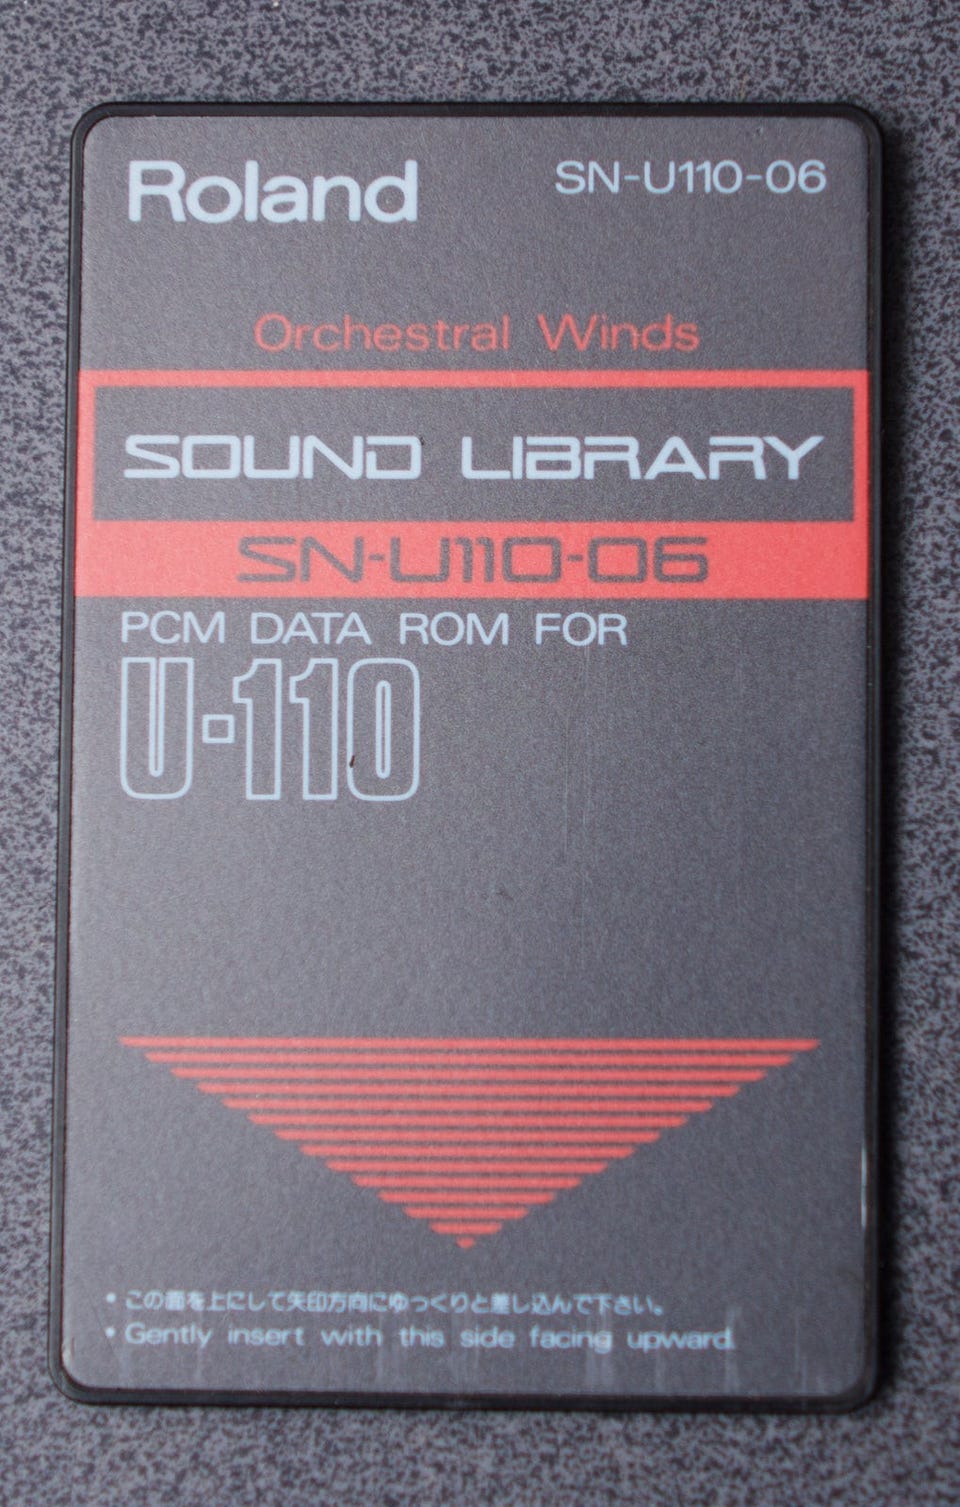 Roland
SN-U110-06
Orchestral Winds
SOUND LIBRARY
SN-U110-06
PCM DATA ROM FOR
U-110
• この面を上にして矢印方向にゆっくりと差し込んで下さい。
• Gently insert with this side facing upward.